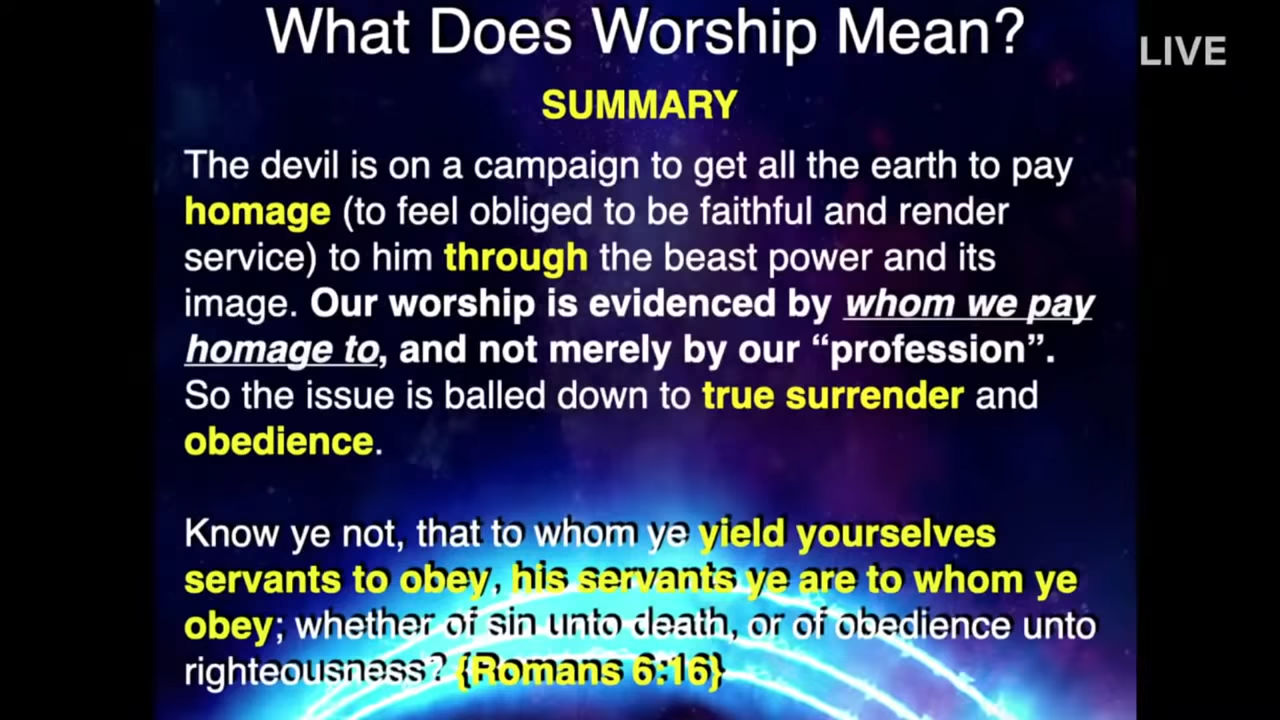 What Does Worship Mean?
LIVE
SUMMARY
The devil is on a campaign to get all the earth to pay
homage (to feel obliged to be faithful and render
service) to him through the beast power and its
image. Our worship is evidenced by whom we pay
homage to, and not merely by our “profession”.
So the issue is balled down to true surrender and
obedience.
Know ye not, that to whom ye yield yourselves
servants to obey, his servants ye are to whom ye
obey; whether of sin unto death, or of obedience unto
righteousness? {Romans 6:16}